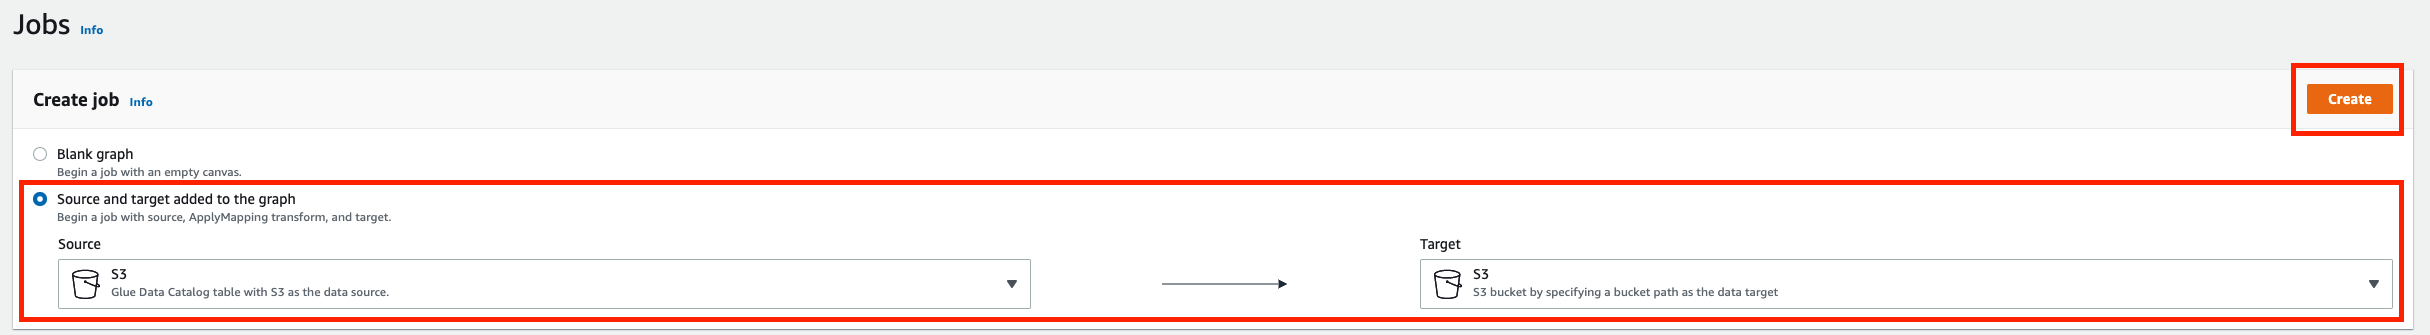 Jobs Info
Create job Info
Create
Blank graph
Begin a job with an empty canvas.
Source and target added to the graph
Begin a job with source, ApplyMapping transform, and target.
Source
S3
Glue Data Catalog table with S3 as the data source.
Target
S3
S3 bucket by specifying a bucket path as the data target